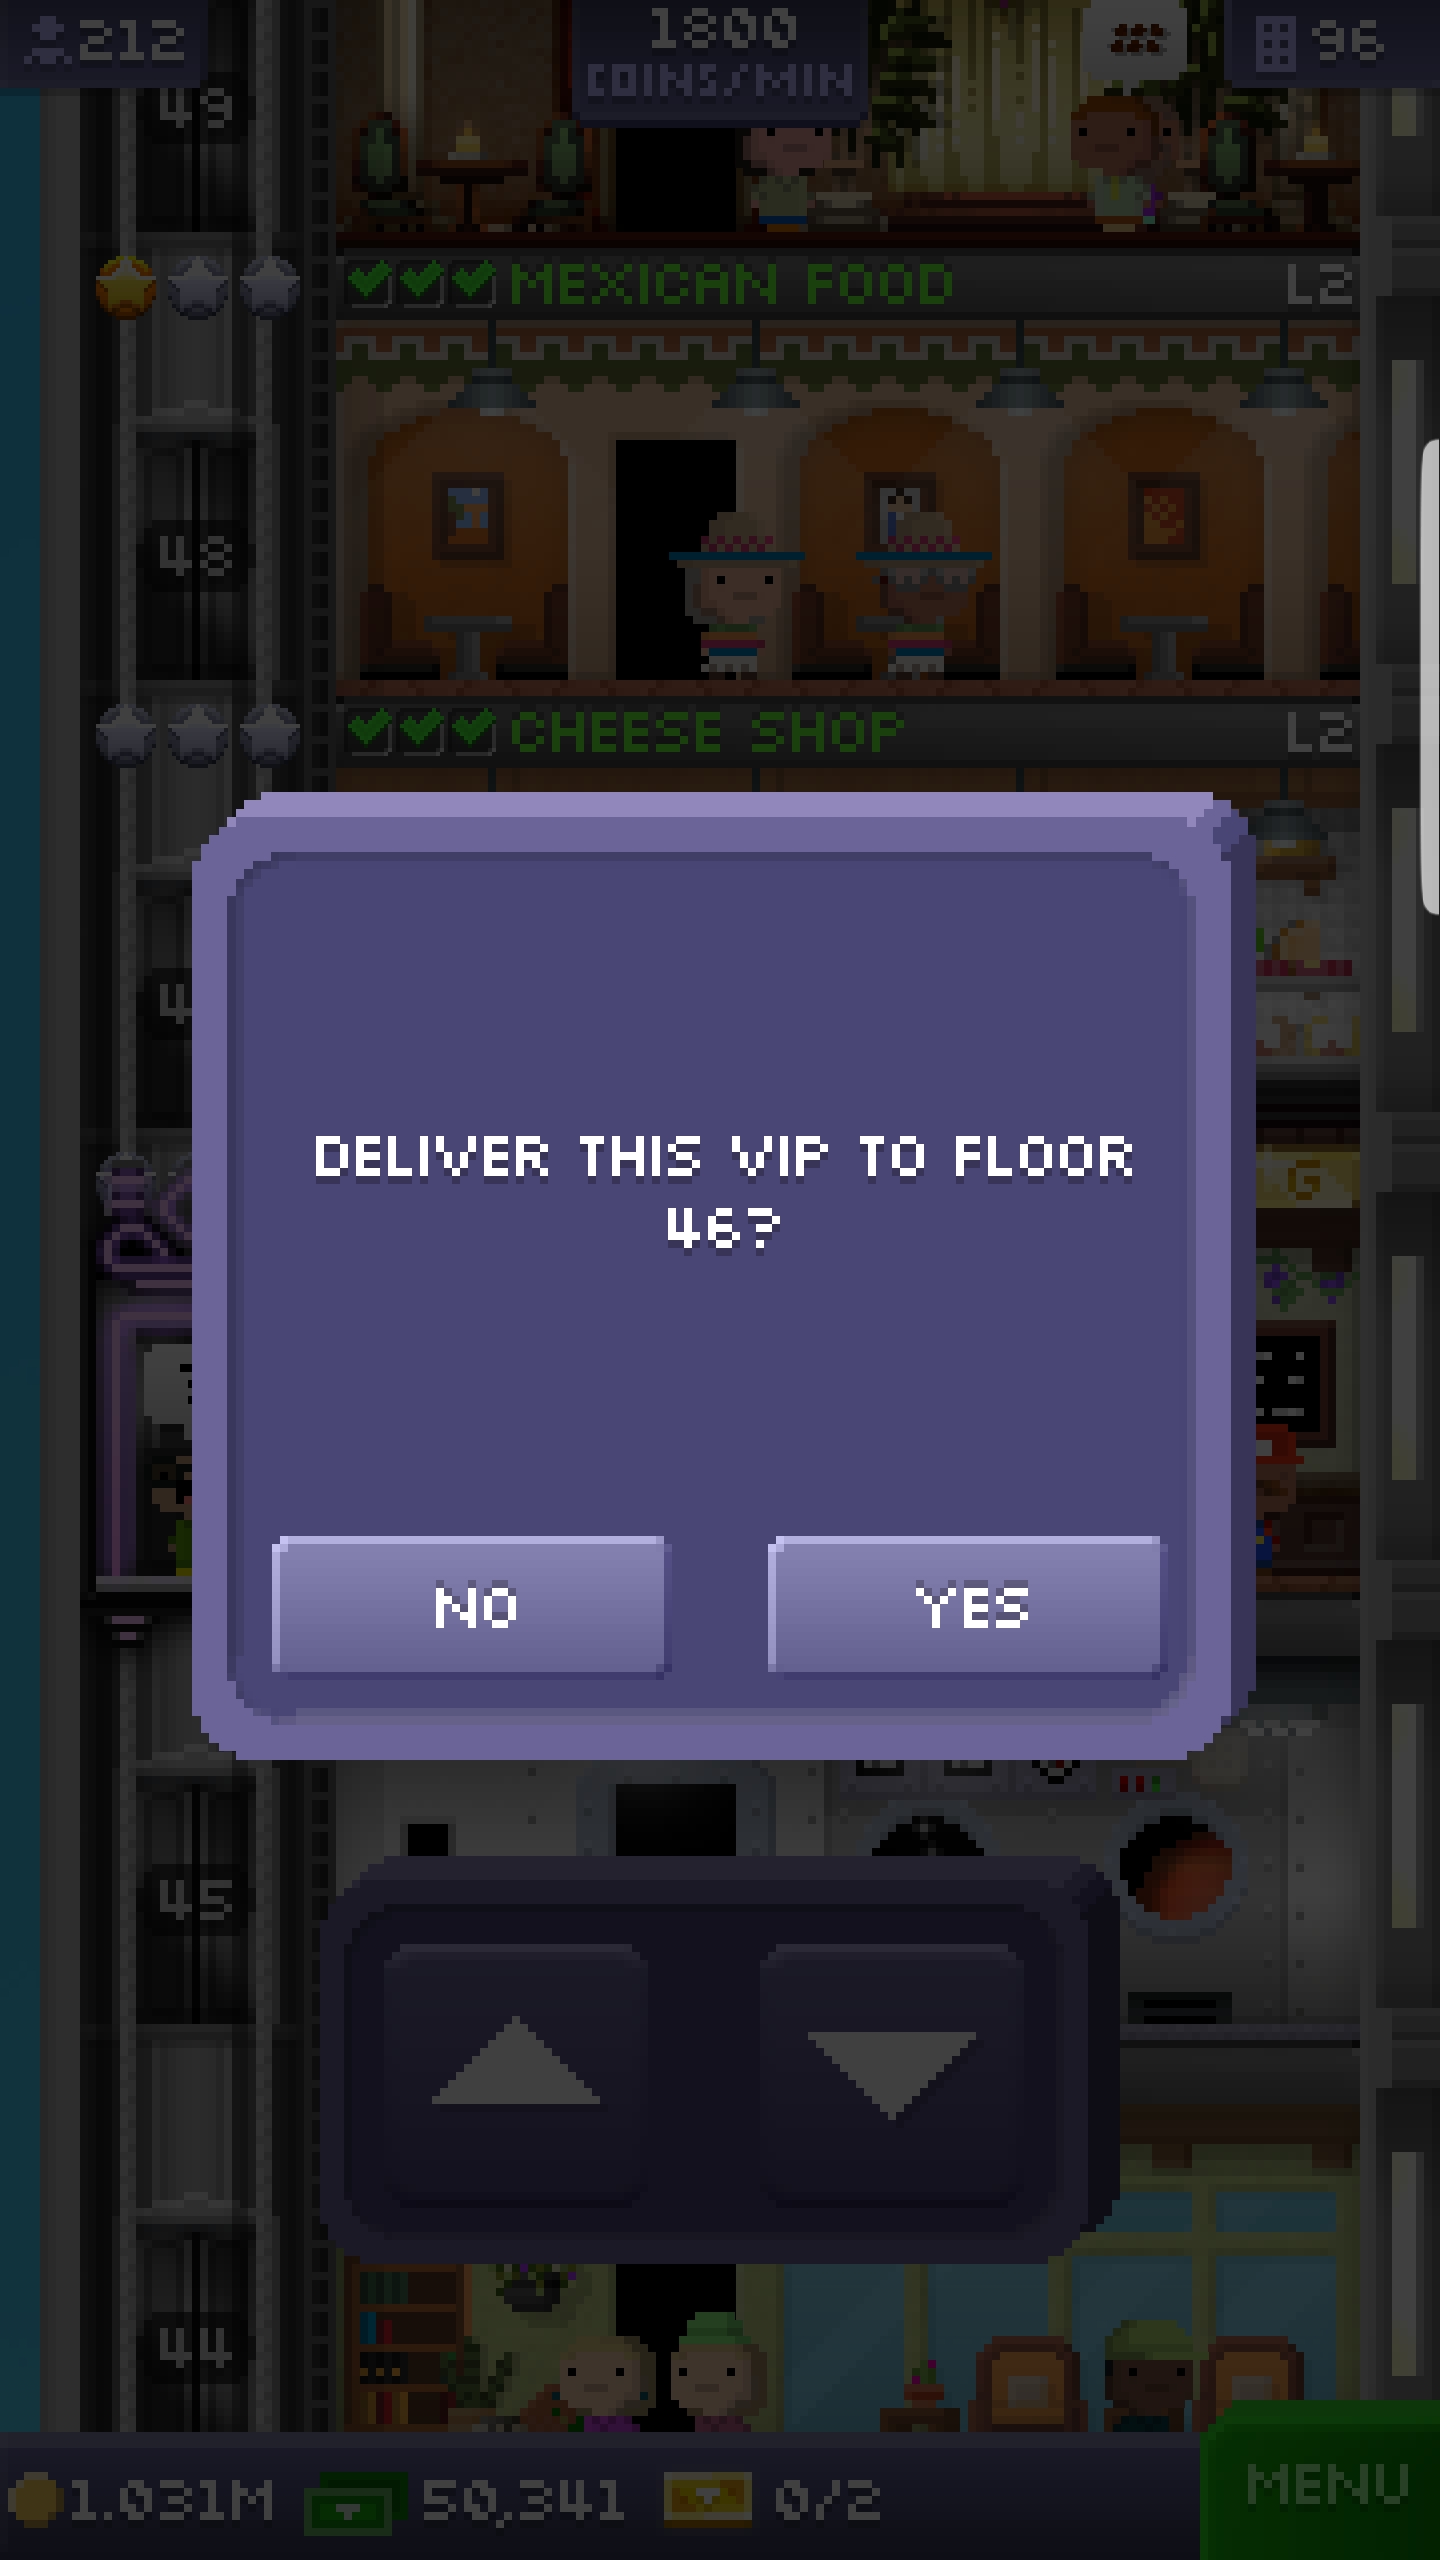 212
1800
COINS/MIN
96
49
MEXICAN FOOD L2
48
CHEESE SHOP L2
4
G
DELIVER THIS VIP TO FLOOR
46?
NO YES
45
44
1.031M 50,341 0/2 MENU